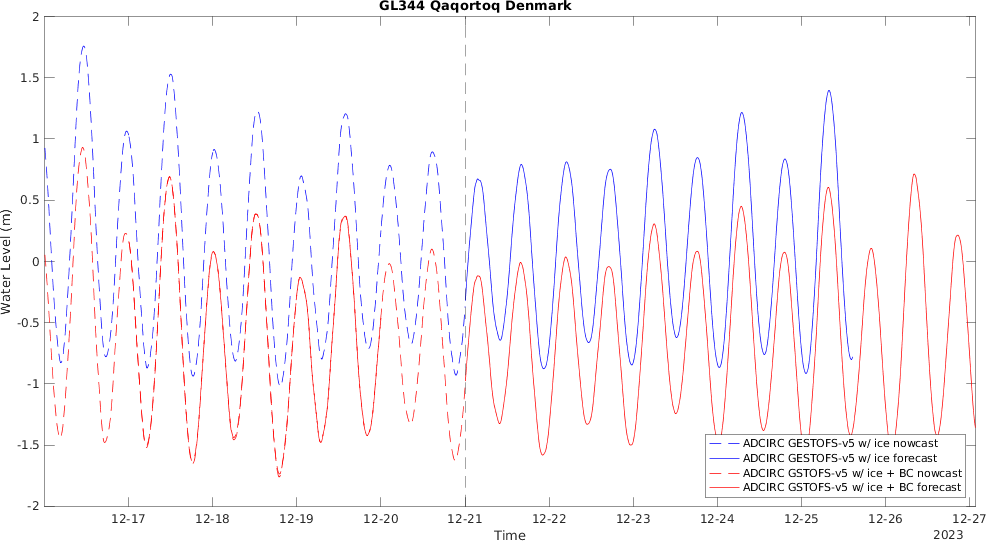 GL344 Qaqortoq Denmark
Water Level (m)
2
1.5
1
0.5
0
-0.5
-1
-1.5
-2
ADCIRC GESTOFS-v5 w/ ice nowcast
ADCIRC GESTOFS-v5 w/ ice forecast
ADCIRC GSTOFS-v5 w/ ice + BC nowcast
ADCIRC GSTOFS-v5 w/ ice + BC forecast
12-17 12-18 12-19 12-20 12-21 12-22 12-23 12-24 12-25 12-26 12-27
Time
2023